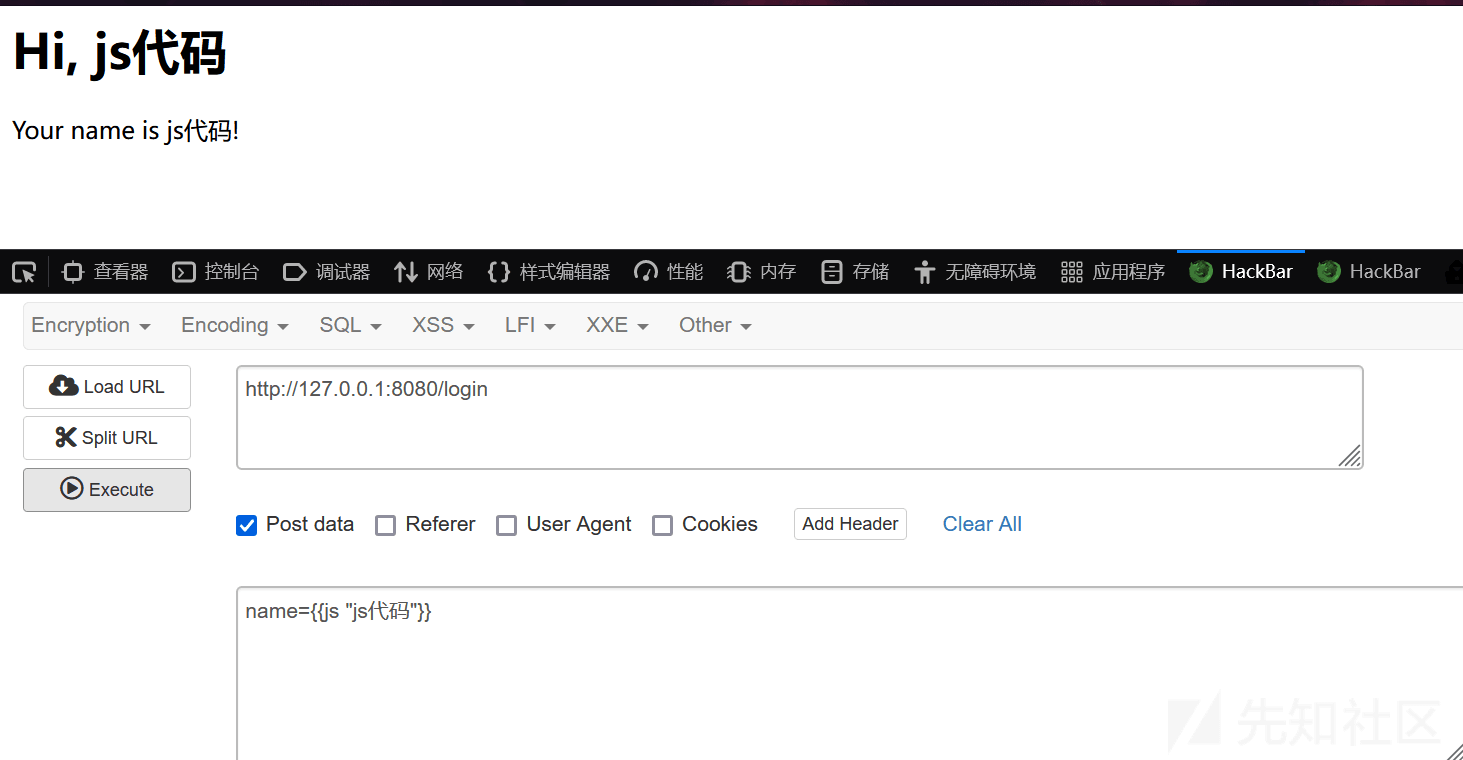 Hi, js代码
Your name is js代码!
查看器 控制台 调试器 网络 样式编辑器 性能 内存 存储 无障碍环境 应用程序 HackBar HackBar
Encryption Encoding SQL XSS LFI XXE Other
Load URL
http://127.0.0.1:8080/login
Split URL
Execute
Post data Referer User Agent Cookies Add Header Clear All
name={{js "js代码"}}
先知社区